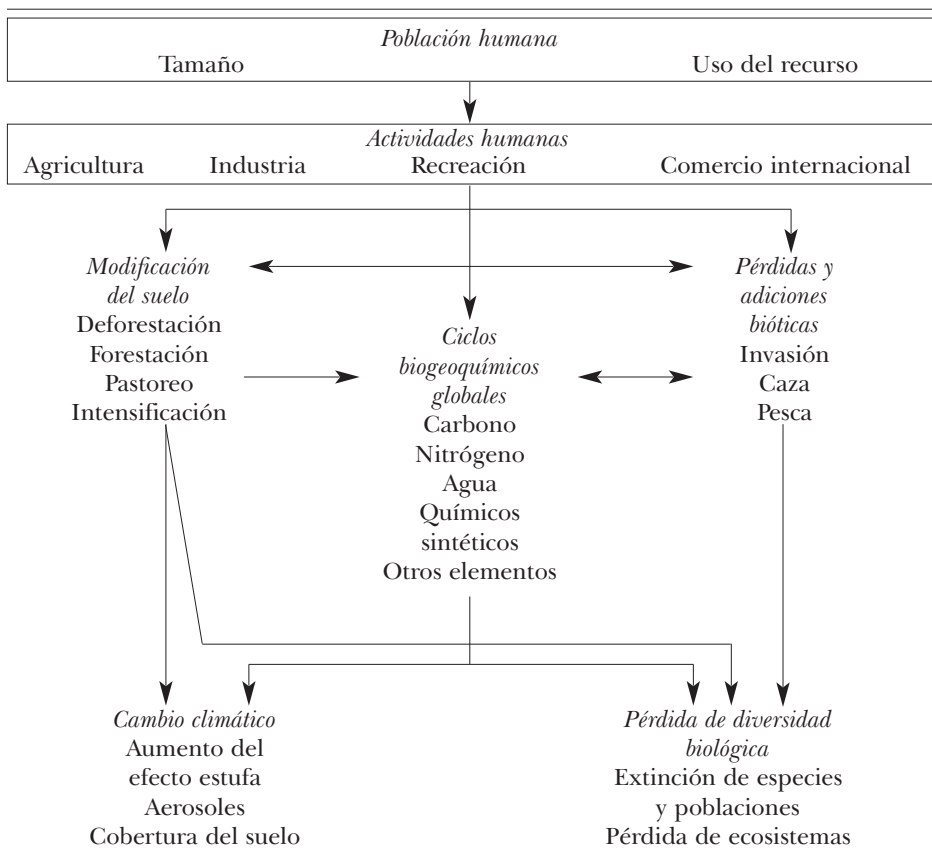 Población humana
Tamaño Uso del recurso
Actividades humanas
Agricultura Industria Recreación Comercio internacional
Modificación
del suelo
Deforestación
Forestación
Pastoreo
Intensificación
Ciclos
biogeoquímicos
globales
Carbono
Nitrógeno
Agua
Químicos
sintéticos
Otros elementos
Pérdidas y
adiciones
bióticas
Invasión
Caza
Pesca
Cambio climático
Aumento del
efecto estufa
Aerosoles
Cobertura del suelo
Pérdida de diversidad
biológica
Extinción de especies
y poblaciones
Pérdida de ecosistemas